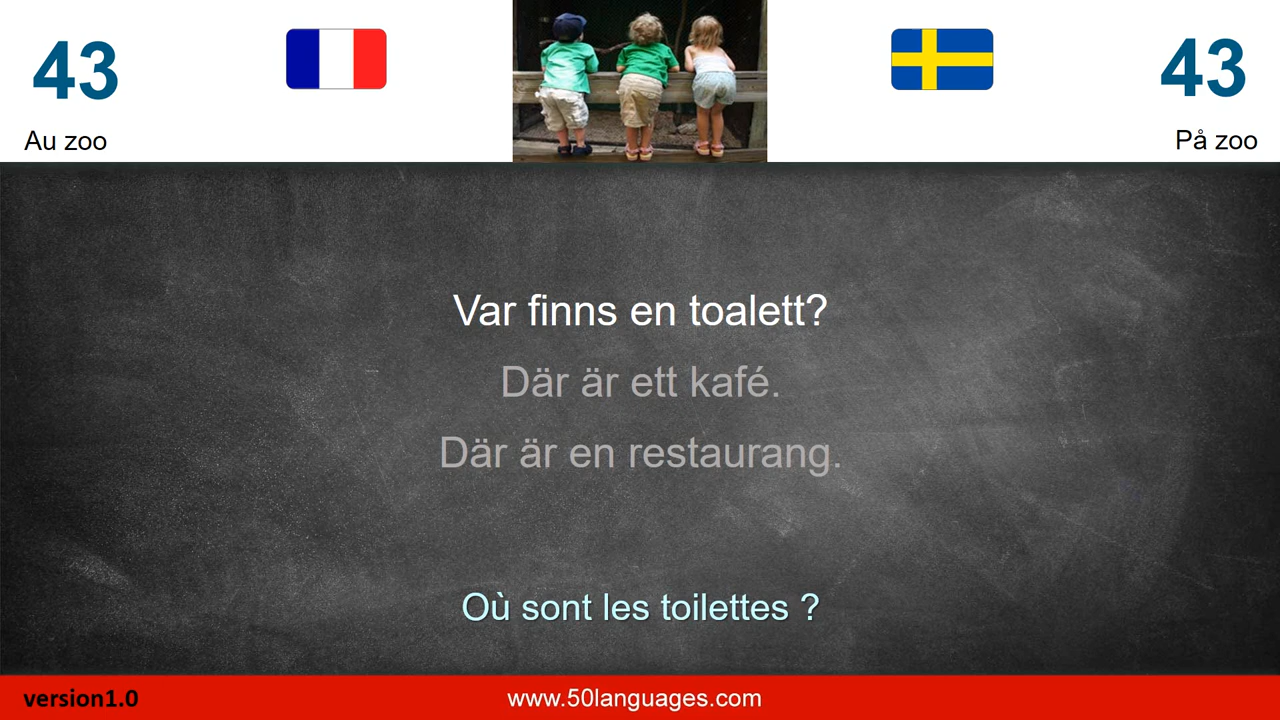 43
43
Au zoo
På zoo
Var finns en toalett?
Där är ett kafé.
Där är en restaurang.
Où sont les toilettes ?
version1.0
www.50languages.com